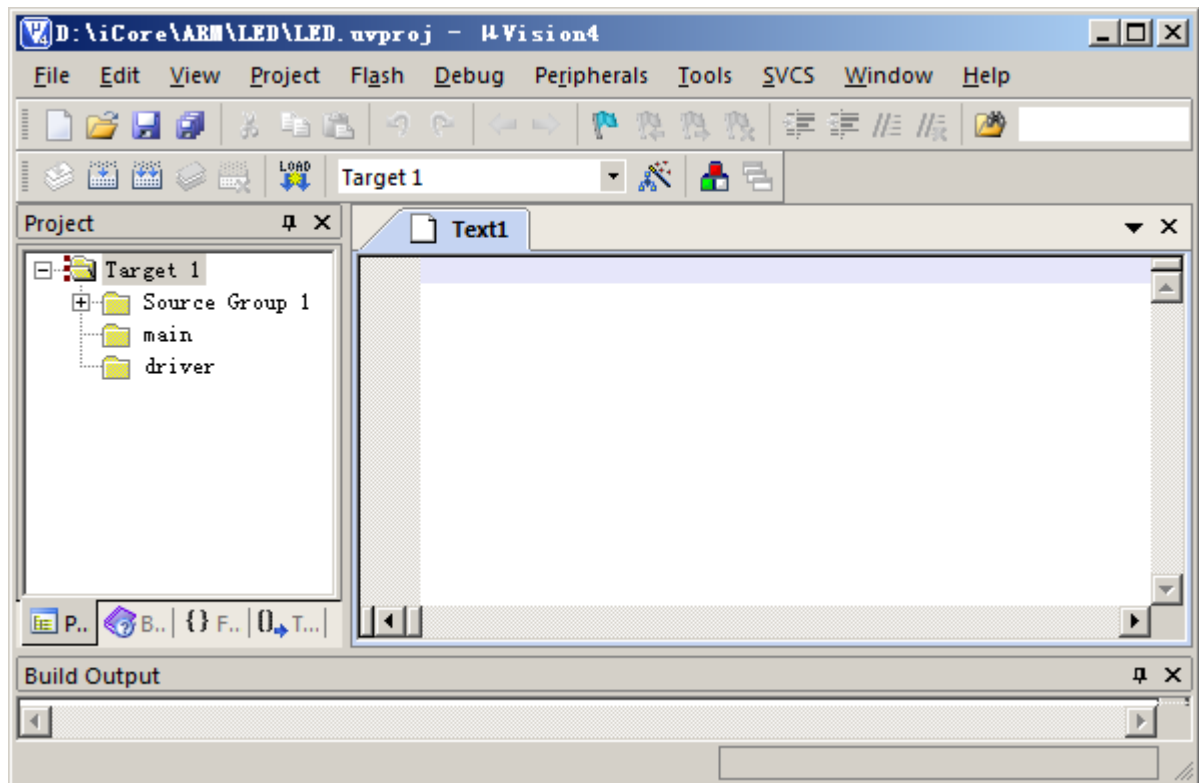 D:\iCore\ARM\LED\LED.uvproj - µVision4
File Edit View Project Flash Debug Peripherals Tools SVCS Window Help
LOAD Target 1
Project
Text1
Target 1
Source Group 1
main
driver
P.. B.. {} F.. T...
Build Output